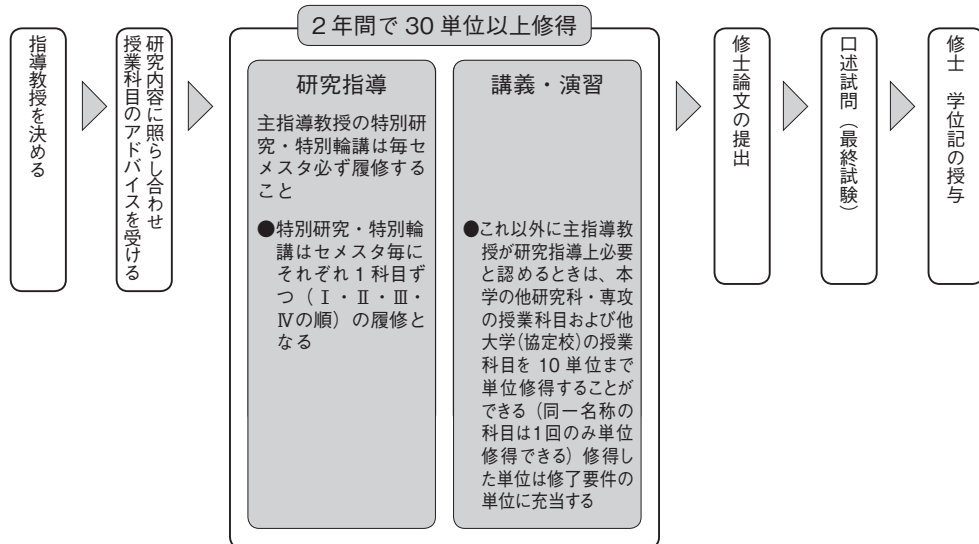 指導教授を決める
研究内容に照らし合わせ
授業科目のアドバイスを受ける
2年間で 30 単位以上修得
研究指導
主指導教授の特別研
究・特別輪講は毎セ
メスタ必ず履修する
こと
●特別研究・特別輪
講はセメスタ毎に
それぞれ 1 科目ず
つ（Ⅰ・Ⅱ・Ⅲ・
Ⅳの順）の履修と
なる
講義・演習
●これ以外に主指導教
授が研究指導上必要
と認めるときは、本
学の他研究科・専攻
の授業科目および他
大学(協定校)の授業
科目を 10 単位まで
単位修得することが
できる（同一名称の
科目は1回のみ単位
修得できる）修得し
た単位は修了要件の
単位に充当する
修士論文の提出
口述試問（最終試験）
修士　学位記の授与